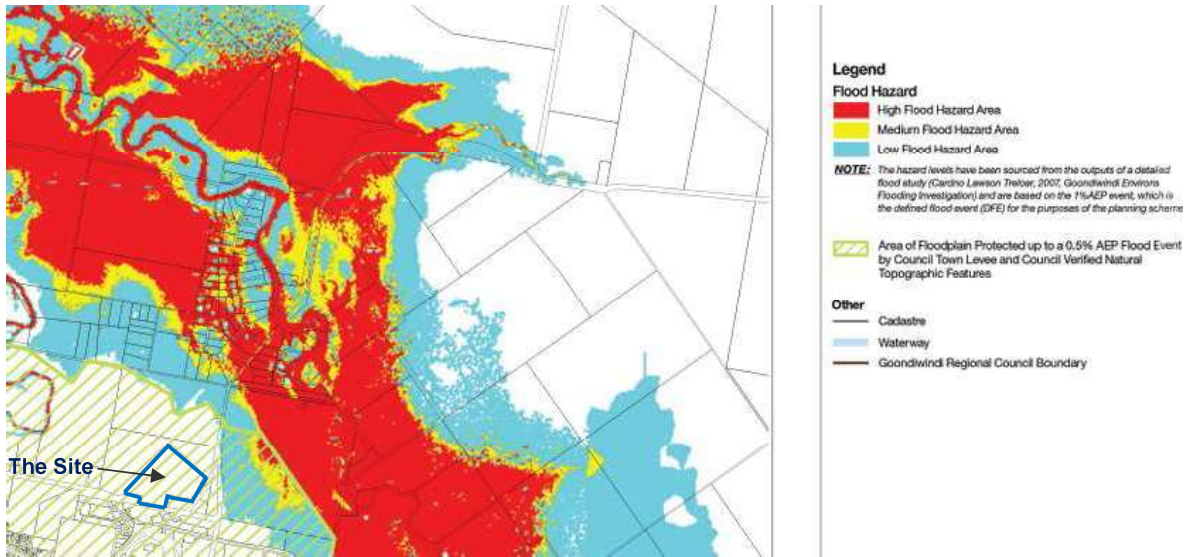 The Site
Legend
Flood Hazard
High Flood Hazard Area
Medium Flood Hazard Area
Low Flood Hazard Area
NOTE: The hazard levels have been sourced from the outputs of a detailed
flood study (Cardno Lawson Treloar, 2007, Goondiwindi Environs
Flooding Investigation) and are based on the 1%AEP event, which is
the defined flood event (DFE) for the purposes of the planning scheme
Area of Floodplain Protected up to a 0.5% AEP Flood Event
by Council Town Levee and Council Verified Natural
Topographic Features
Other
Cadastre
Waterway
Goondiwindi Regional Council Boundary